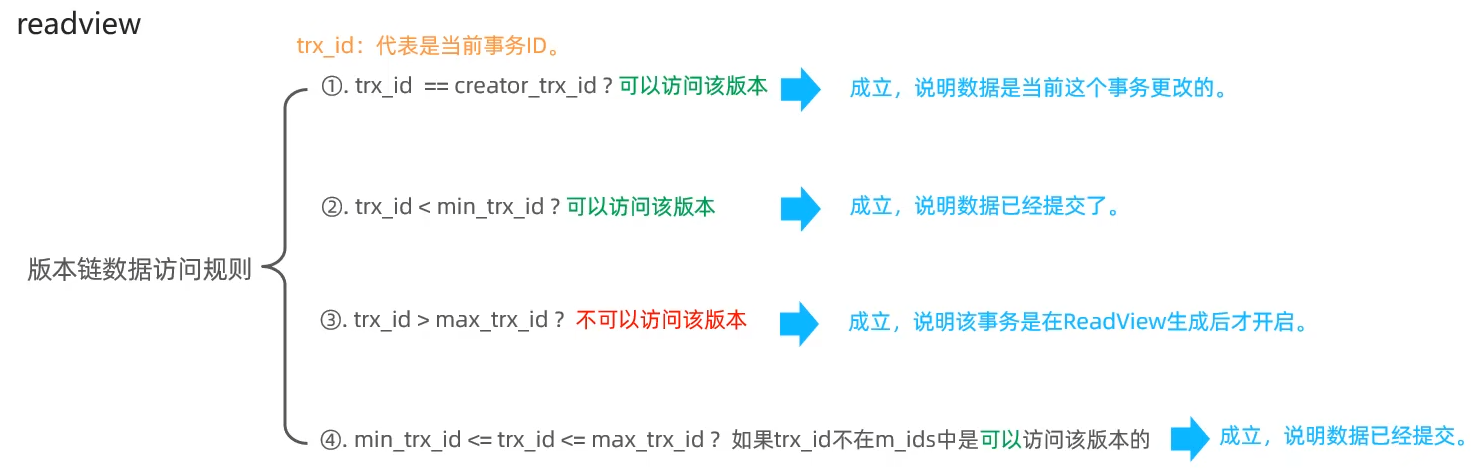 readview
trx_id：代表是当前事务ID。
①. trx_id == creator_trx_id ? 可以访问该版本 成立，说明数据是当前这个事务更改的。
②. trx_id < min_trx_id ? 可以访问该版本 成立，说明数据已经提交了。
版本链数据访问规则
③. trx_id > max_trx_id ? 不可以访问该版本 成立，说明该事务是在ReadView生成后才开启。
④. min_trx_id <= trx_id <= max_trx_id ? 如果trx_id不在m_ids中是可以访问该版本的 成立，说明数据已经提交。